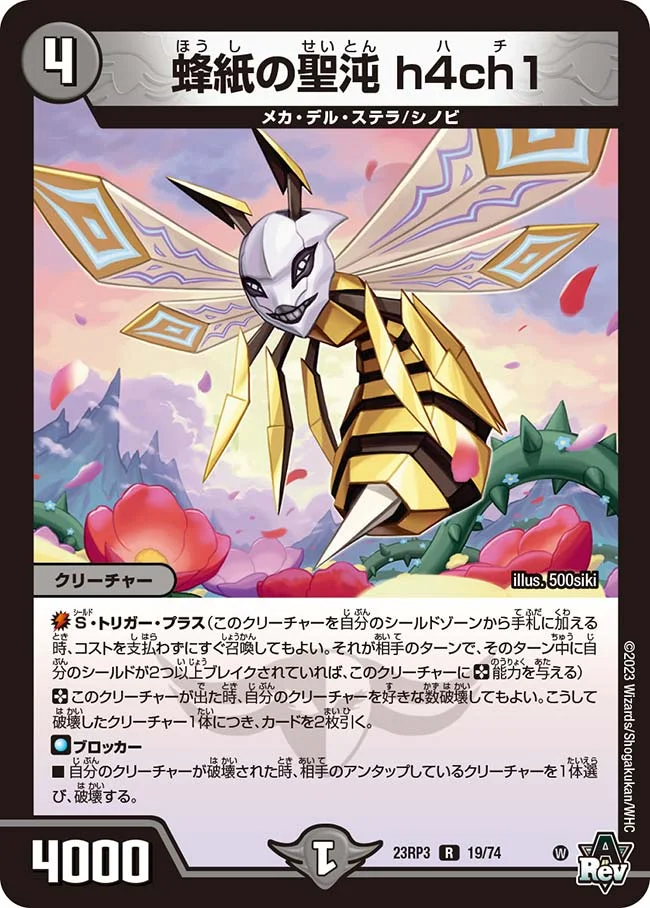 4
蜂紙の聖沌 h4ch1
ほうし せいとん ハチ
メカ・デル・ステラ/シノビ
クリーチャー
illus. 500siki
S・トリガー・プラス(このクリーチャーを自分のシールドゾーンから手札に加える
時、コストを支払わずにすぐ召喚してもよい。それが相手のターンで、そのターン中に自
分のシールドが2つ以上ブレイクされていれば、このクリーチャーに能力を与える)
このクリーチャーが出た時、自分のクリーチャーを好きな数破壊してもよい。こうして
破壊したクリーチャー1体につき、カードを2枚引く。
ブロッカー
■自分のクリーチャーが破壊された時、相手のアンタップしているクリーチャーを1体選
び、破壊する。
©2023 Wizards/Shogakukan/WHC
4000
1
23RP3 R 19/74
W
A Rev